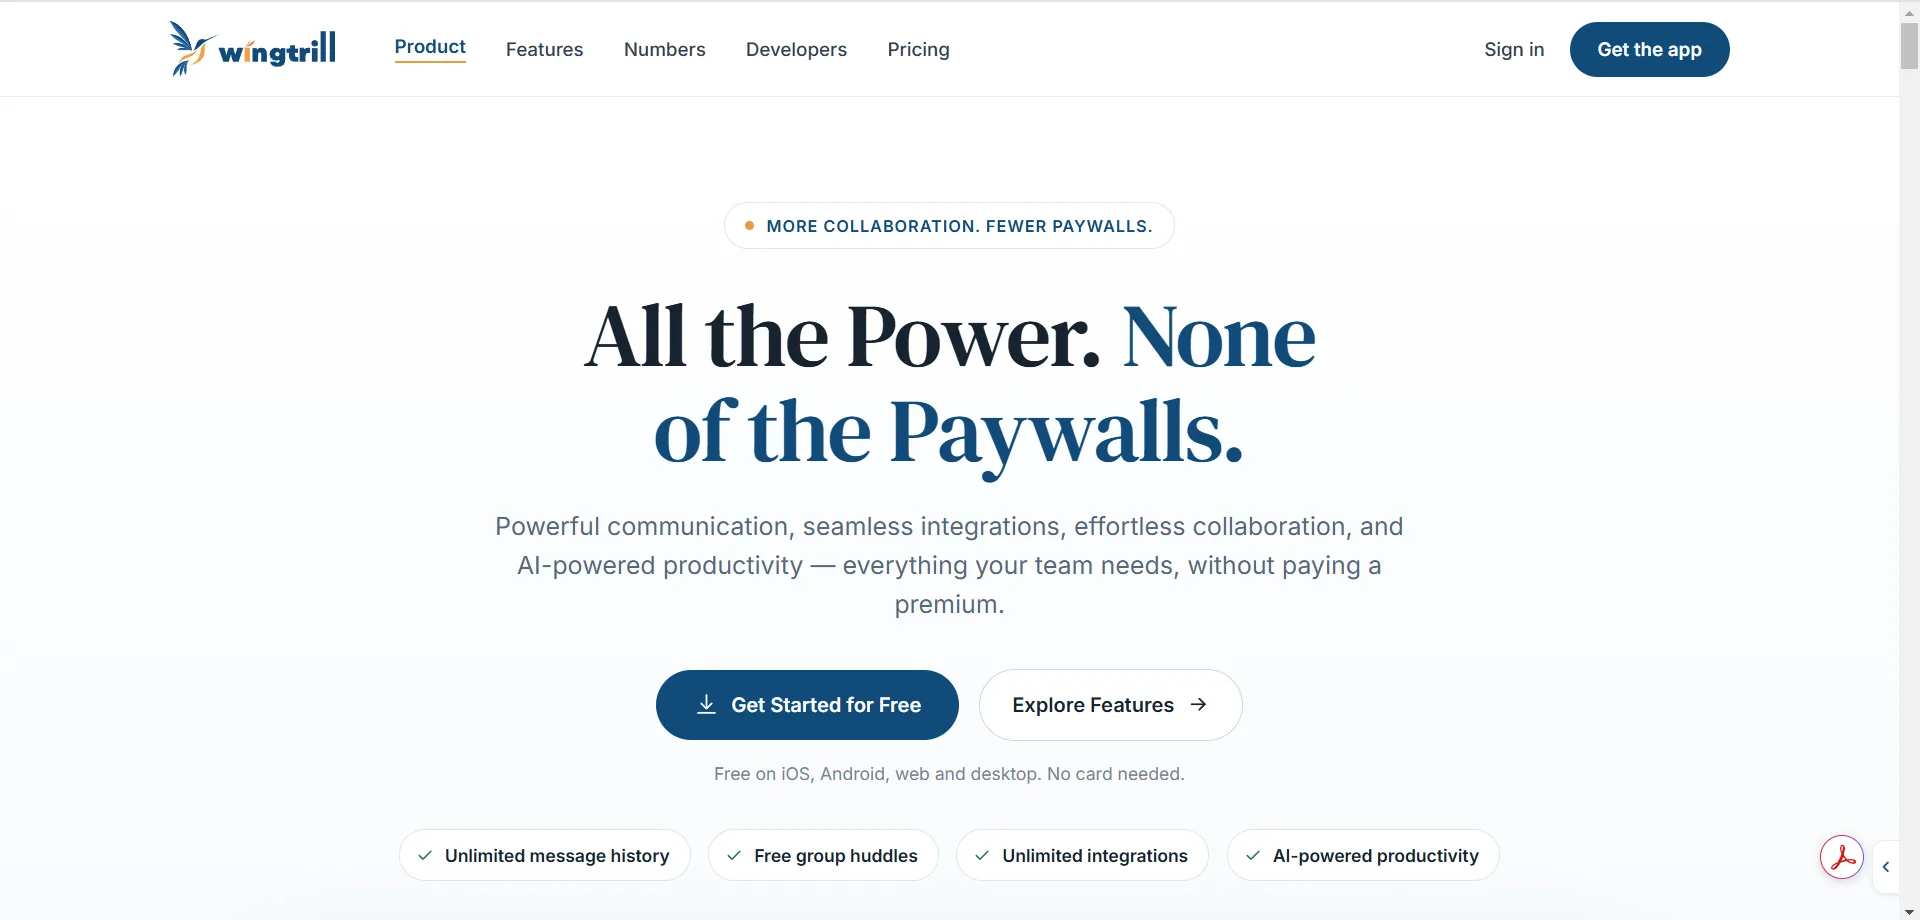 wingtrill
Product
Features
Numbers
Developers
Pricing
Sign in
Get the app
MORE COLLABORATION. FEWER PAYWALLS.
All the Power. None
of the Paywalls.
Powerful communication, seamless integrations, effortless collaboration, and
AI-powered productivity — everything your team needs, without paying a
premium.
Get Started for Free
Explore Features
Free on iOS, Android, web and desktop. No card needed.
Unlimited message history
Free group huddles
Unlimited integrations
AI-powered productivity